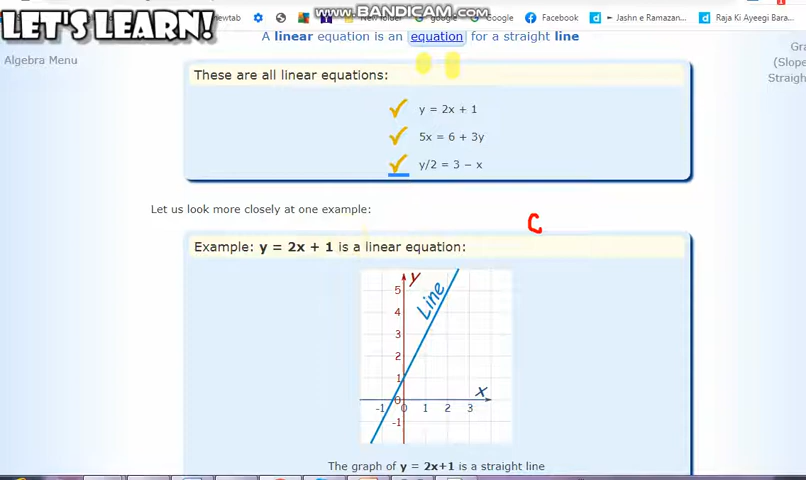 www.BANDICAM.com
LET'S LEARN!
Google
Google
Facebook
Jashn e Ramazan...
Raja Ki Ayeegi Bara...
A linear equation is an equation for a straight line
Algebra Menu
Gra
(Slope
Straigh
These are all linear equations:
y = 2x + 1
5x = 6 + 3y
y/2 = 3 − x
Let us look more closely at one example:
C
Example: y = 2x + 1 is a linear equation:
y
5
Line
4
3
2
1
x
0
-1 0 1 2 3
-1
The graph of y = 2x+1 is a straight line